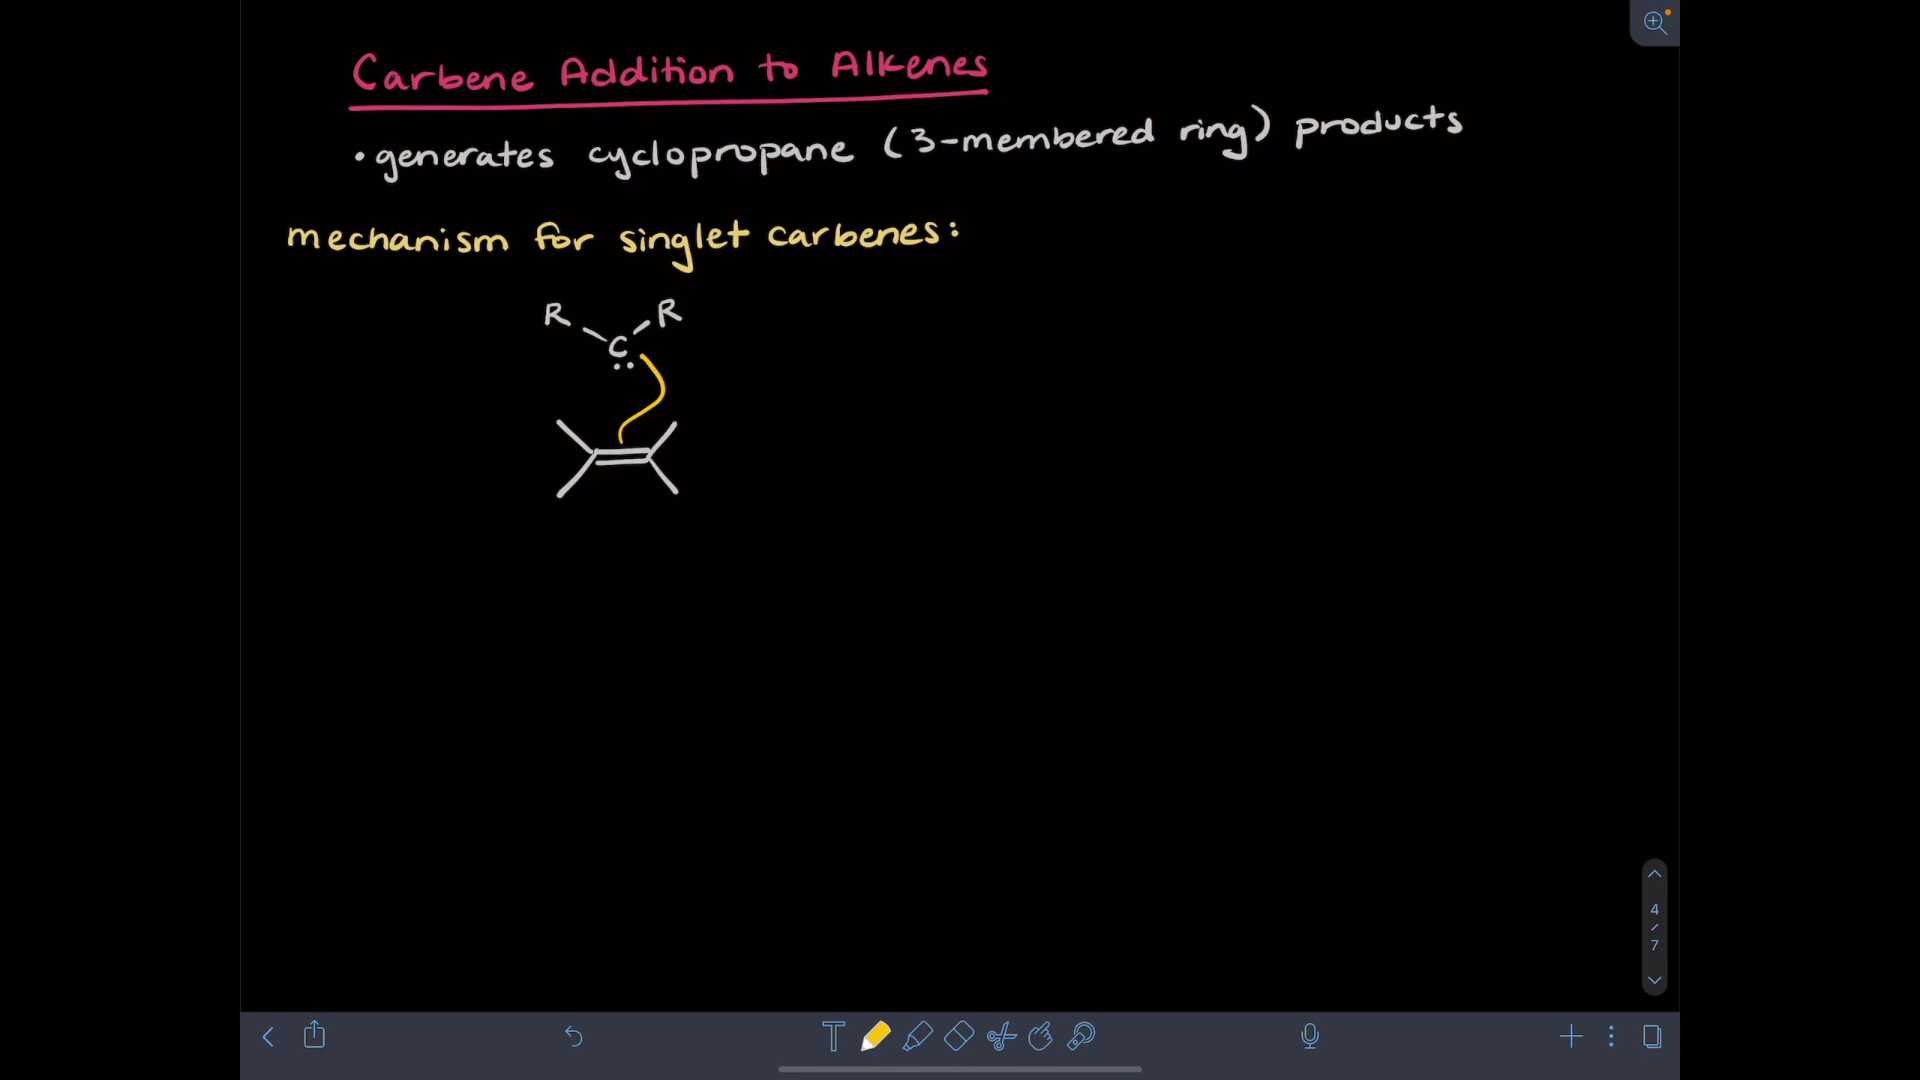 Carbene Addition to Alkenes
•generates cyclopropane (3-membered ring) products
mechanism for singlet carbenes:
R R
C
4
/
7
T